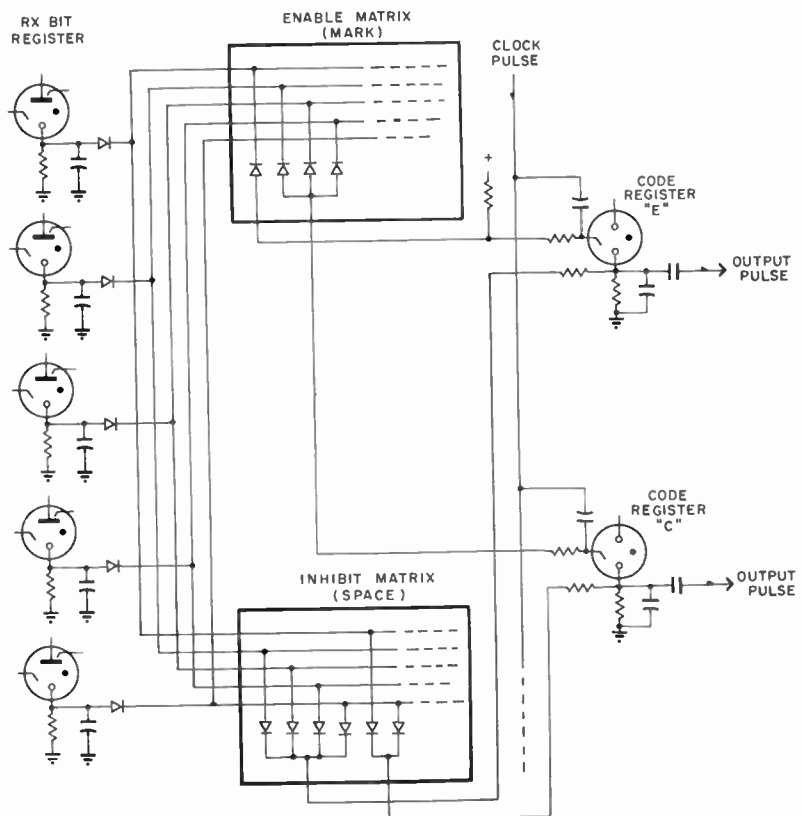 RX BIT
REGISTER
ENABLE MATRIX
(MARK)
CLOCK
PULSE
+
CODE
REGISTER
"E"
OUTPUT
PULSE
CODE
REGISTER
"C"
OUTPUT
PULSE
INHIBIT MATRIX
(SPACE)